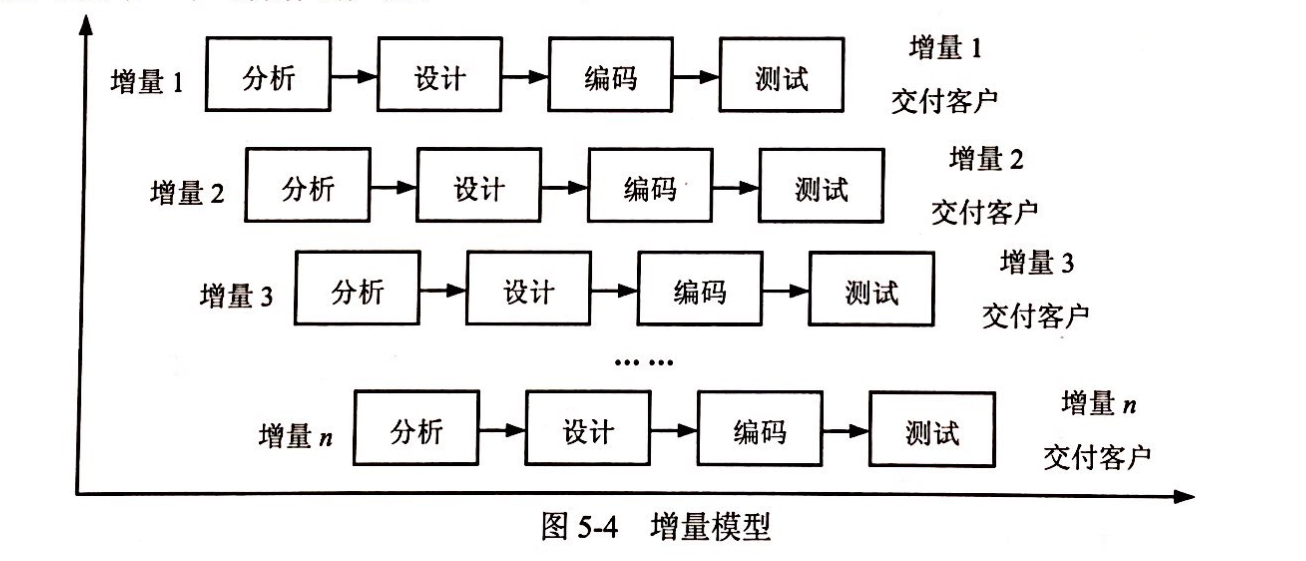 增量 1 分析 设计 编码 测试 增量 1
交付客户
增量 2 分析 设计 编码 测试 增量 2
交付客户
增量 3 分析 设计 编码 测试 增量 3
交付客户
…… 
增量 n 分析 设计 编码 测试 增量 n
交付客户
图 5-4 增量模型